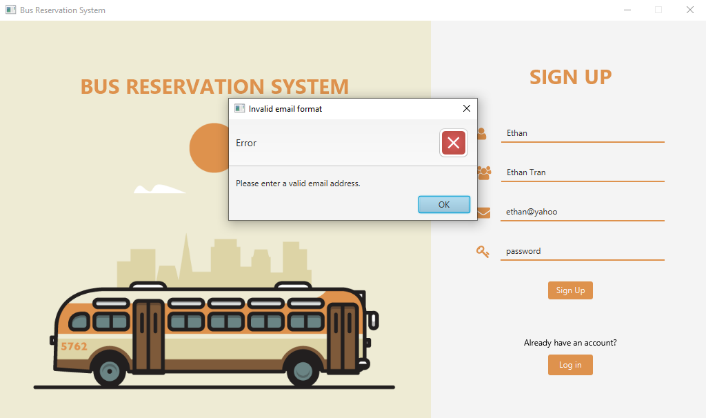 Bus Reservation System
BUS RESERVATION SYSTEM
5762
Invalid email format
Error
Please enter a valid email address.
OK
SIGN UP
Ethan
Ethan Tran
ethan@yahoo
password
Sign Up
Already have an account?
Log in